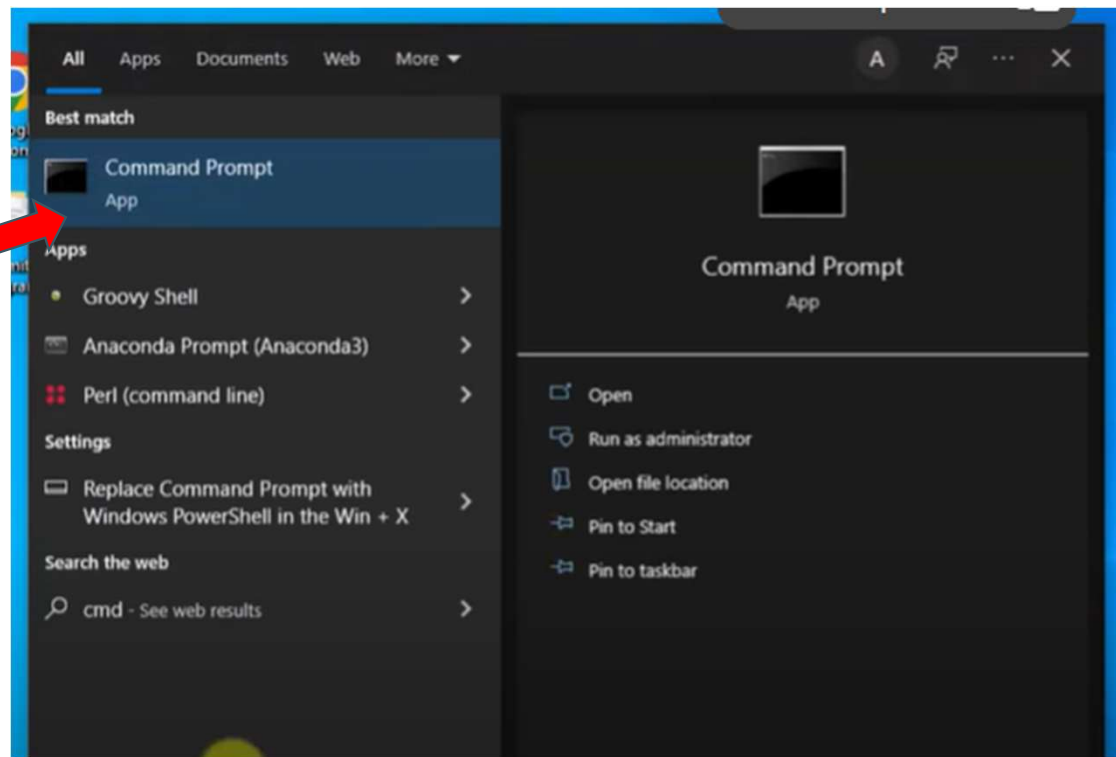 All Apps Documents Web More A
Best match
Command Prompt
App
Apps
Groovy Shell
Anaconda Prompt (Anaconda3)
Perl (command line)
Settings
Replace Command Prompt with
Windows PowerShell in the Win + X
Search the web
cmd - See web results
Command Prompt
App
Open
Run as administrator
Open file location
Pin to Start
Pin to taskbar